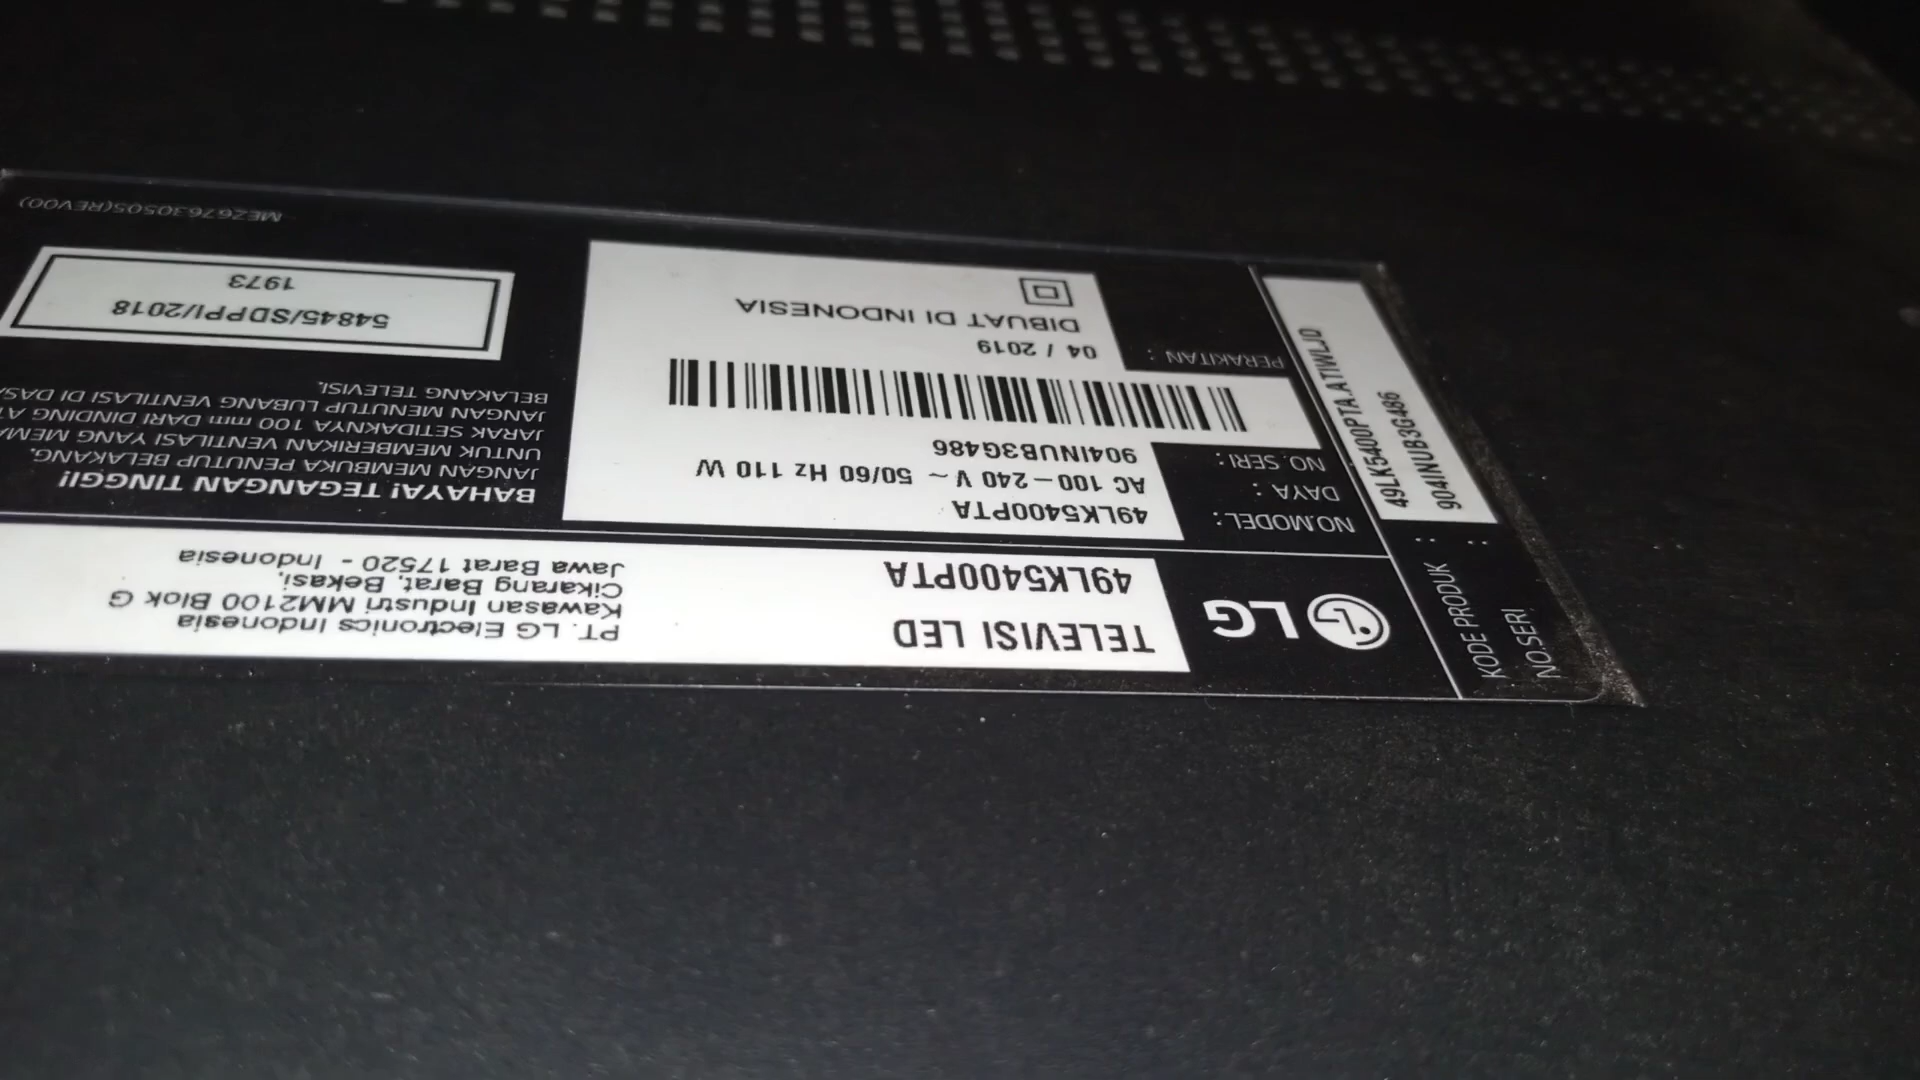 LG
TELEVISI LED
49LK5400PTA
PT. LG Electronics Indonesia
Kawasan Industri MM2100 Blok G
Cikarang Barat, Bekasi,
Jawa Barat 17520 - Indonesia
NO.MODEL : 49LK5400PTA
DAYA : AC 100-240 V ~ 50/60 Hz 110 W
NO. SERI : 904INUB3G486
PERAKITAN : 04 / 2019
DIBUAT DI INDONESIA
BAHAYA! TEGANGAN TINGGI!
JANGAN MEMBUKA PENUTUP BELAKANG.
UNTUK MEMBERIKAN VENTILASI YANG
JARAK SETIDAKNYA 100 mm DARI DINDING
JANGAN MENUTUP LUBANG VENTILASI DI
BELAKANG TELEVISI.
54845/SDPPI/2018
1973
MEZ67630505(REV00)
KODE PRODUK : 49LK5400PTA.ATIWLJD
NO.SERI : 904INUB3G486